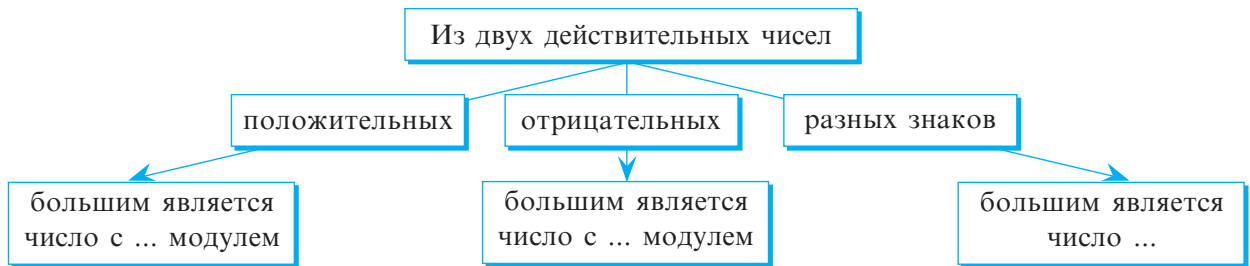 Из двух действительных чисел
положительных
отрицательных
разных знаков
большим является
число с ... модулем
большим является
число с ... модулем
большим является
число ...